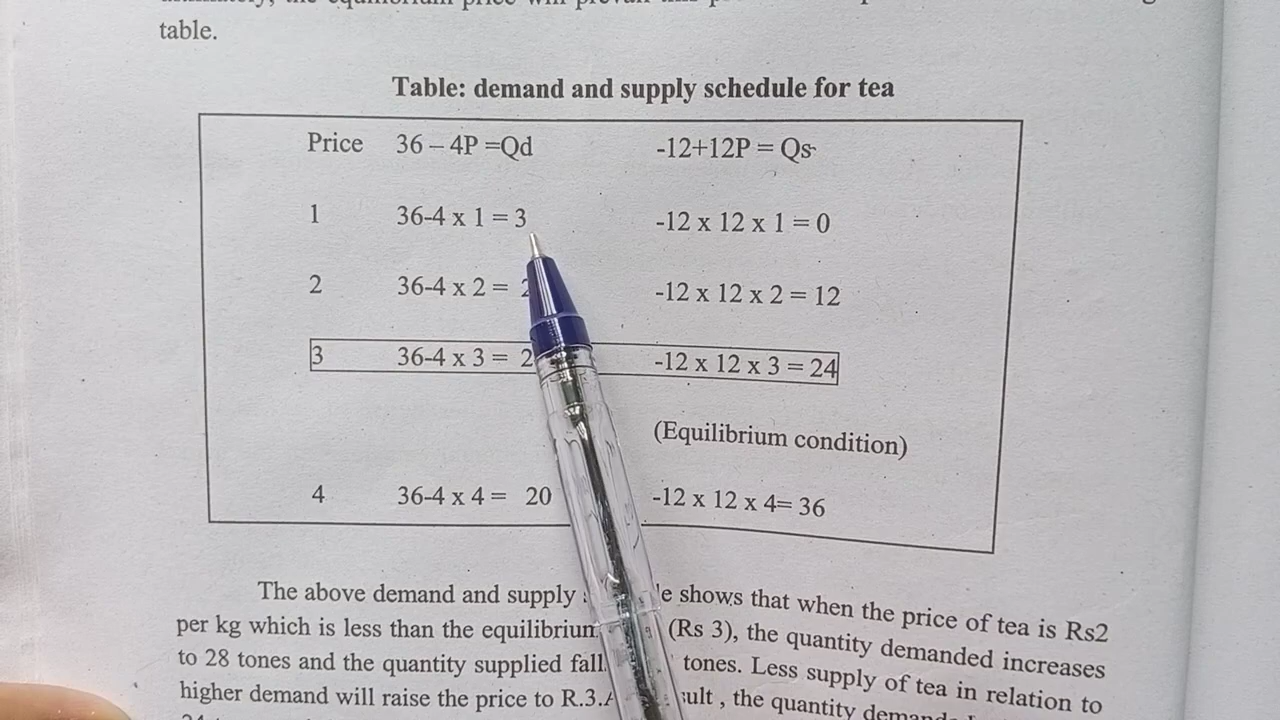 table.
Table: demand and supply schedule for tea
Price 36 – 4P =Qd -12+12P = Qs
1 36-4 x 1 = 3 -12 x 12 x 1 = 0
2 36-4 x 2 = -12 x 12 x 2 = 12
3 36-4 x 3 = 2 -12 x 12 x 3 = 24
(Equilibrium condition)
4 36-4 x 4 = 20 -12 x 12 x 4= 36
The above demand and supply shows that when the price of tea is Rs2
per kg which is less than the equilibrium (Rs 3), the quantity demanded increases
to 28 tones and the quantity supplied tones. Less supply of tea in relation to
higher demand will raise the price to R.3. , the quantity